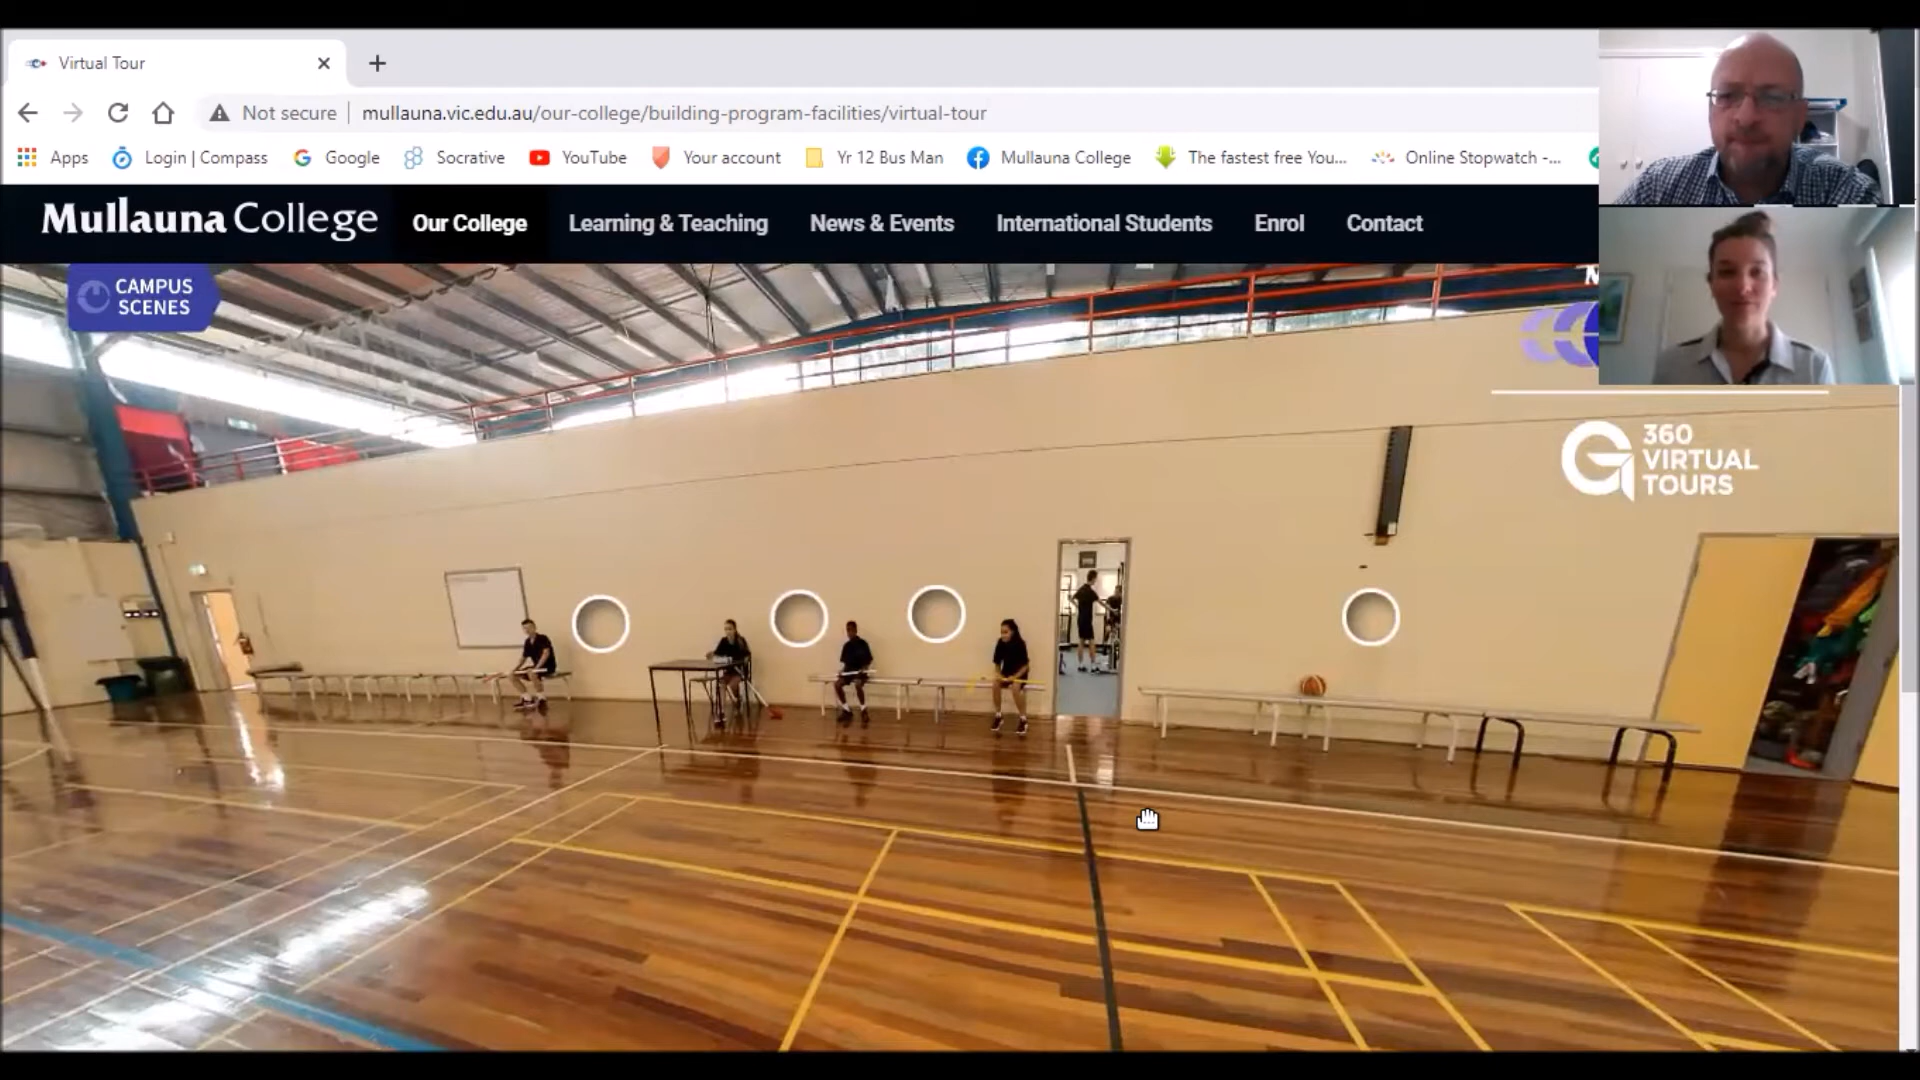 Virtual Tour
Not secure mullauna.vic.edu.au/our-college/building-program-facilities/virtual-tour
Apps Login | Compass Google Socrative YouTube Your account Yr 12 Bus Man Mullauna College The fastest free You... Online Stopwatch -...
Mullauna College Our College Learning & Teaching News & Events International Students Enrol Contact
CAMPUS
SCENES
360
VIRTUAL
TOURS